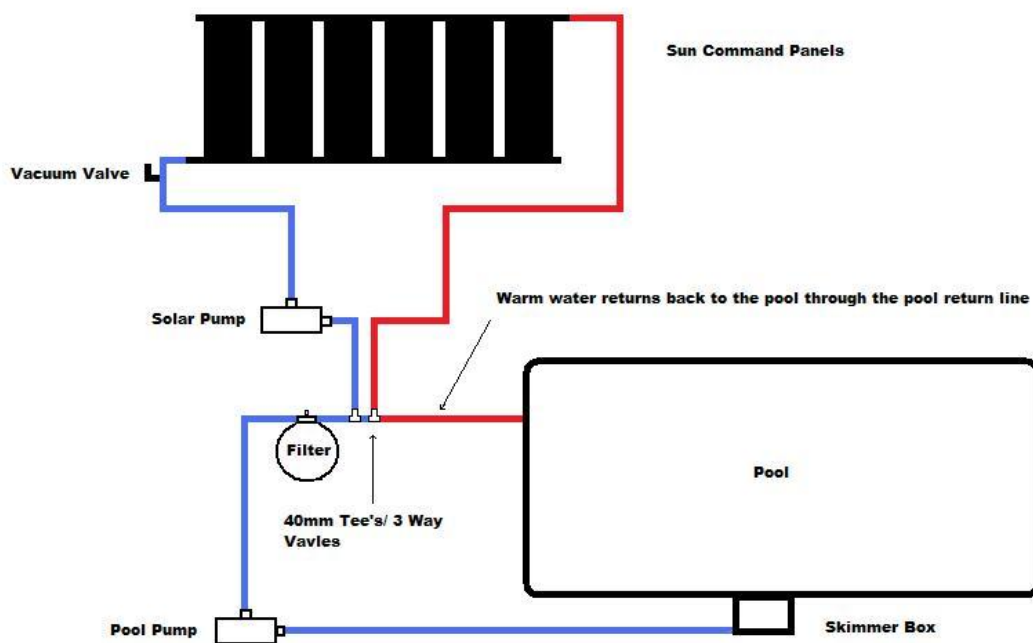 Sun Command Panels
Vacuum Valve
Warm water returns back to the pool through the pool return line
Solar Pump
Filter
Pool
40mm Tee's/ 3 Way
Vavles
Pool Pump
Skimmer Box